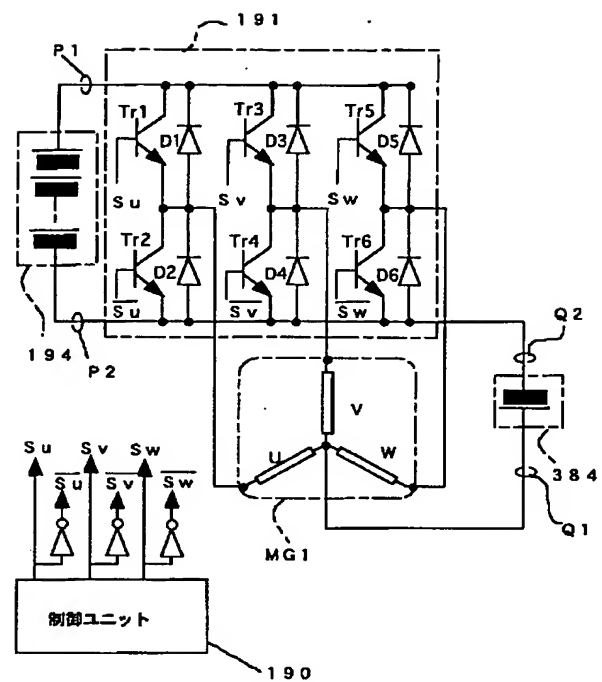 191
P1
Tr1
Tr3
Tr5
D1
D3
D5
Su
Sv
Sw
Tr2
Tr4
Tr6
D2
D4
D6
S̅u̅
S̅v̅
S̅w̅
194
P2
Q2
V
U
W
384
Q1
MG1
Su
Sv
Sw
S̅u̅
S̅v̅
S̅w̅
制御ユニット
190